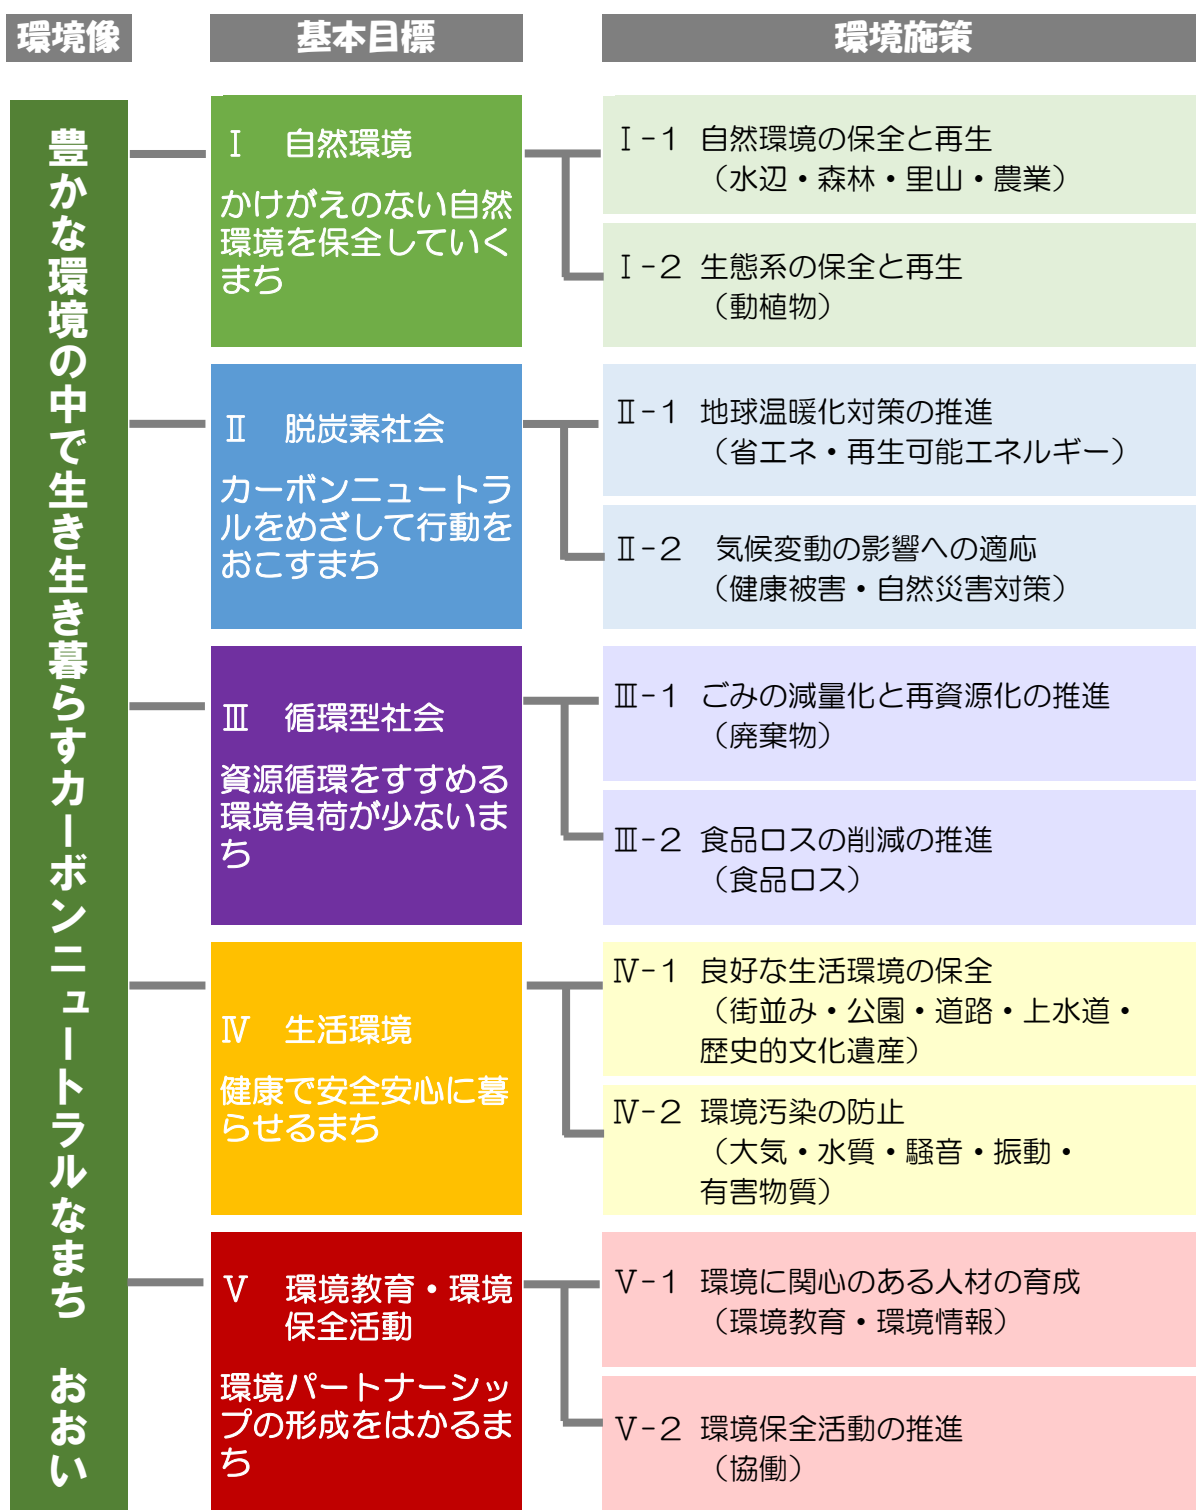 環境像
基本目標
環境施策
豊かな環境の中で生き生き暮らすカーボンニュートラルなまち　おおい
Ⅰ　自然環境
かけがえのない自然
環境を保全していく
まち
Ⅰ-1 自然環境の保全と再生
（水辺・森林・里山・農業）
Ⅰ-2 生態系の保全と再生
（動植物）
Ⅱ　脱炭素社会
カーボンニュートラ
ルをめざして行動を
おこすまち
Ⅱ-1 地球温暖化対策の推進
（省エネ・再生可能エネルギー）
Ⅱ-2　気候変動の影響への適応
（健康被害・自然災害対策）
Ⅲ　循環型社会
資源循環をすすめる
環境負荷が少ないま
ち
Ⅲ-1 ごみの減量化と再資源化の推進
（廃棄物）
Ⅲ-2 食品ロスの削減の推進
（食品ロス）
Ⅳ　生活環境
健康で安全安心に暮
らせるまち
Ⅳ-1 良好な生活環境の保全
（街並み・公園・道路・上水道・
歴史的文化遺産）
Ⅳ-2 環境汚染の防止
（大気・水質・騒音・振動・
有害物質）
Ⅴ　環境教育・環境
保全活動
環境パートナーシッ
プの形成をはかるま
ち
Ⅴ-1 環境に関心のある人材の育成
（環境教育・環境情報）
Ⅴ-2 環境保全活動の推進
（協働）